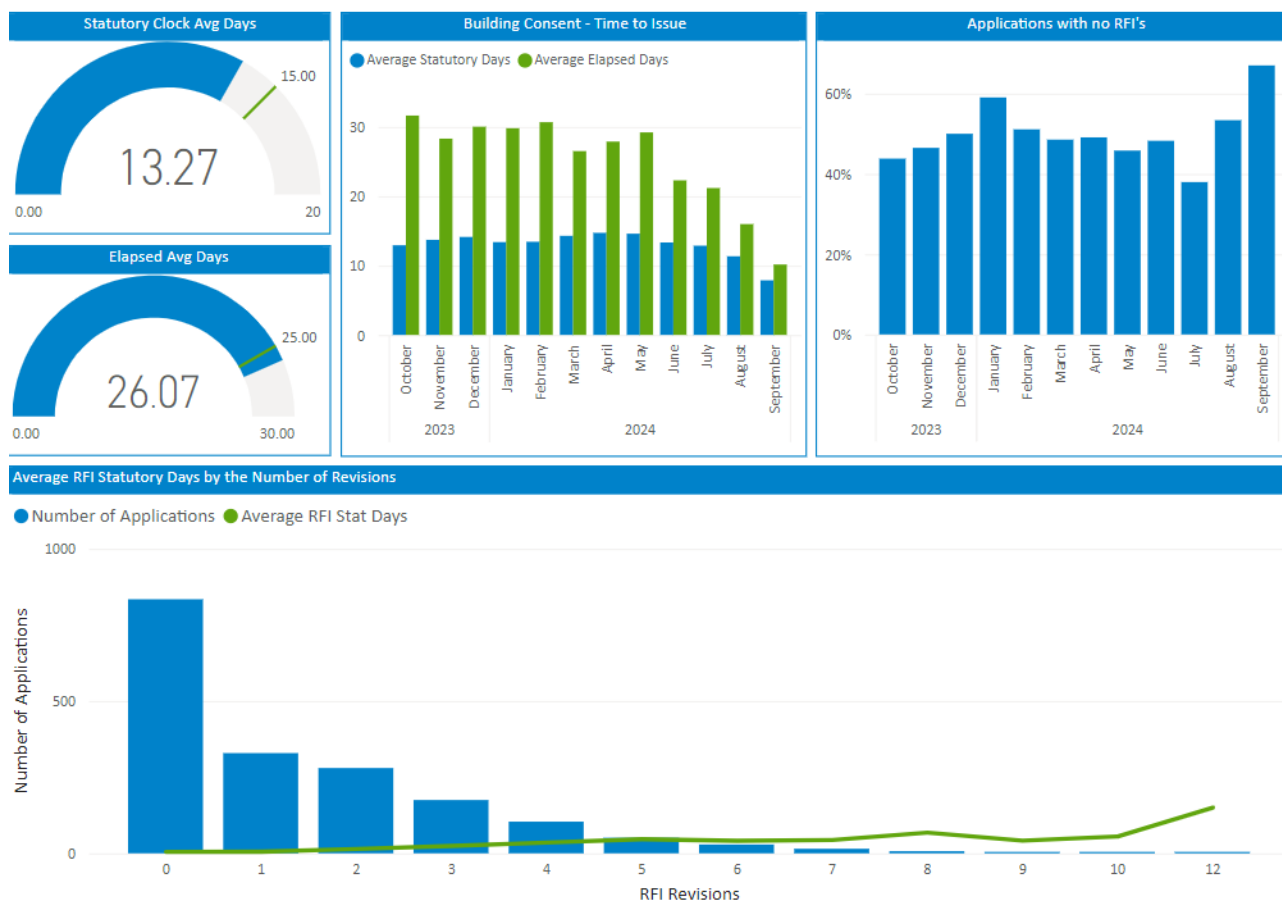 Statutory Clock Avg Days
15.00
13.27
0.00
20
Elapsed Avg Days
25.00
26.07
0.00
30.00
Building Consent - Time to Issue
Average Statutory Days Average Elapsed Days
30
20
10
0
October
November
December
January
February
March
April
May
June
July
August
September
2023
2024
Applications with no RFI's
60%
40%
20%
0%
October
November
December
January
February
March
April
May
June
July
August
September
2023
2024
Average RFI Statutory Days by the Number of Revisions
Number of Applications Average RFI Stat Days
Number of Applications
1000
500
0
0 1 2 3 4 5 6 7 8 9 10 12
RFI Revisions